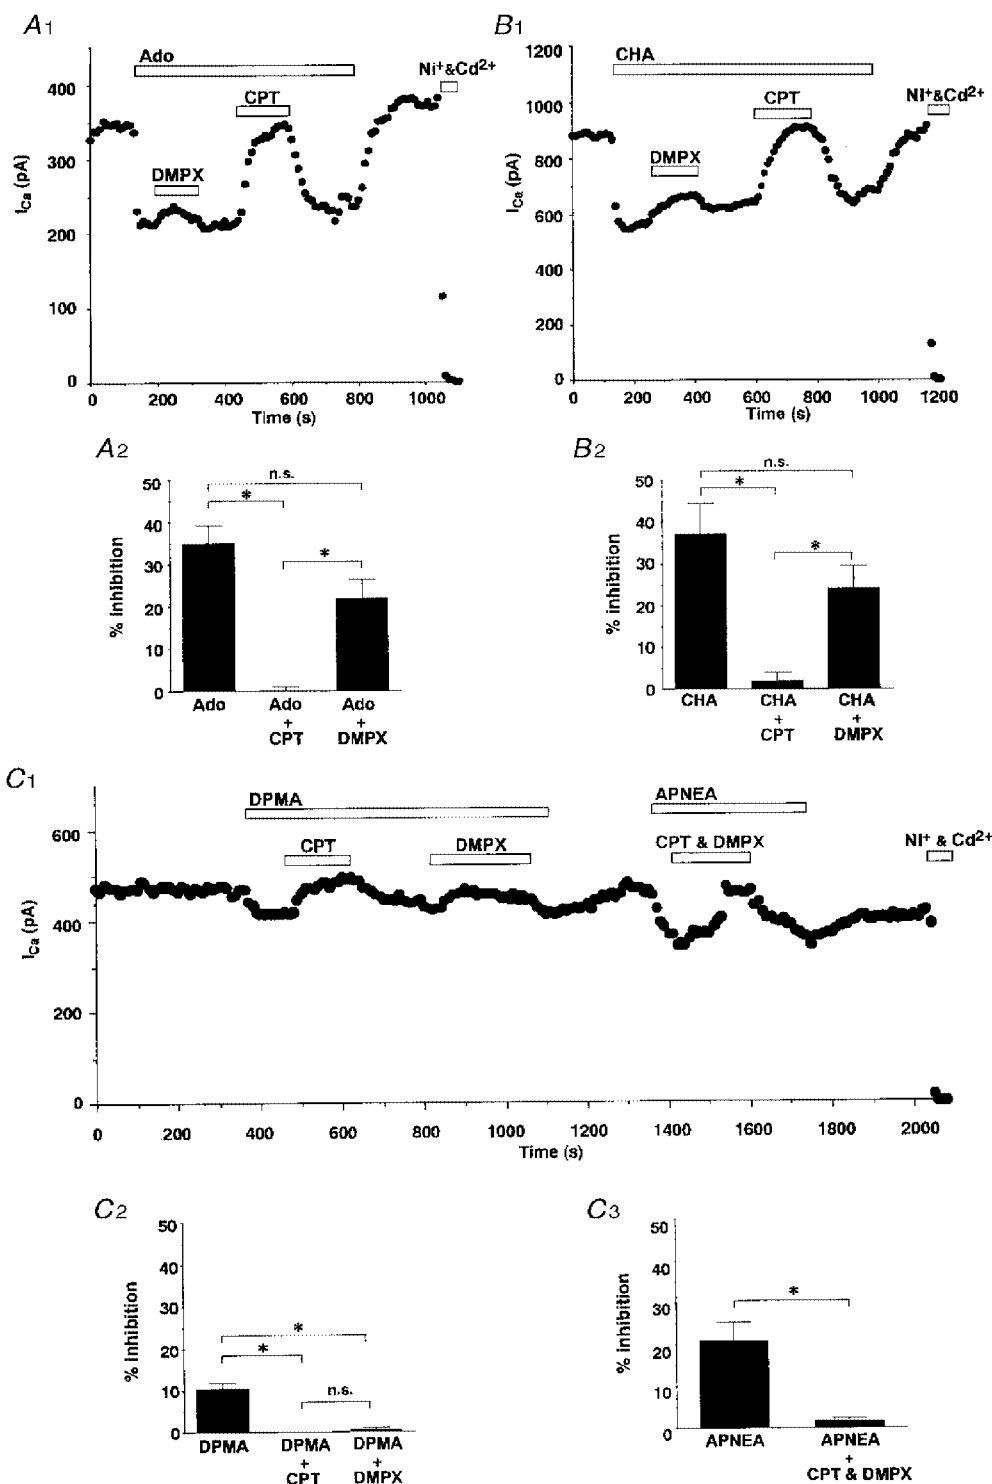 A1
Ado
Ni+&Cd2+
CPT
DMPX
ICa (pA)
400
300
200
100
0
0 200 400 600 800 1000
Time (s)
B1
CHA
Ni+&Cd2+
CPT
DMPX
ICa (pA)
1200
1000
800
600
400
200
0
0 200 400 600 800 1000 1200
Time (s)
A2
n.s.
*
*
% inhibition
50
40
30
20
10
0
Ado
Ado + CPT
Ado + DMPX
B2
n.s.
*
*
% inhibition
50
40
30
20
10
0
CHA
CHA + CPT
CHA + DMPX
C1
DPMA
APNEA
CPT
DMPX
CPT & DMPX
Ni+ & Cd2+
ICa (pA)
600
400
200
0
0 200 400 600 800 1000 1200 1400 1600 1800 2000
Time (s)
C2
*
*
n.s.
% inhibition
50
40
30
20
10
0
DPMA
DPMA + CPT
DPMA + DMPX
C3
*
% inhibition
50
40
30
20
10
0
APNEA
APNEA + CPT & DMPX